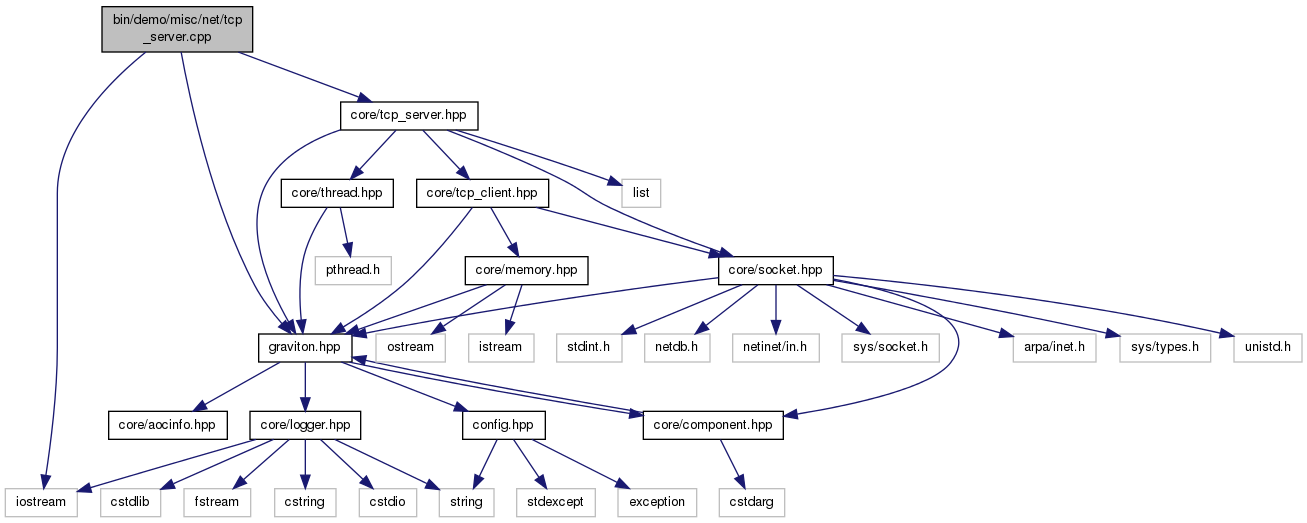 bin/demo/misc/net/tcp
_server.cpp
core/tcp_server.hpp
core/thread.hpp
core/tcp_client.hpp
list
pthread.h
core/memory.hpp
core/socket.hpp
graviton.hpp
ostream
istream
stdint.h
netdb.h
netinet/in.h
sys/socket.h
arpa/inet.h
sys/types.h
unistd.h
core/aocinfo.hpp
core/logger.hpp
config.hpp
core/component.hpp
iostream
cstdlib
fstream
cstring
cstdio
string
stdexcept
exception
cstdarg